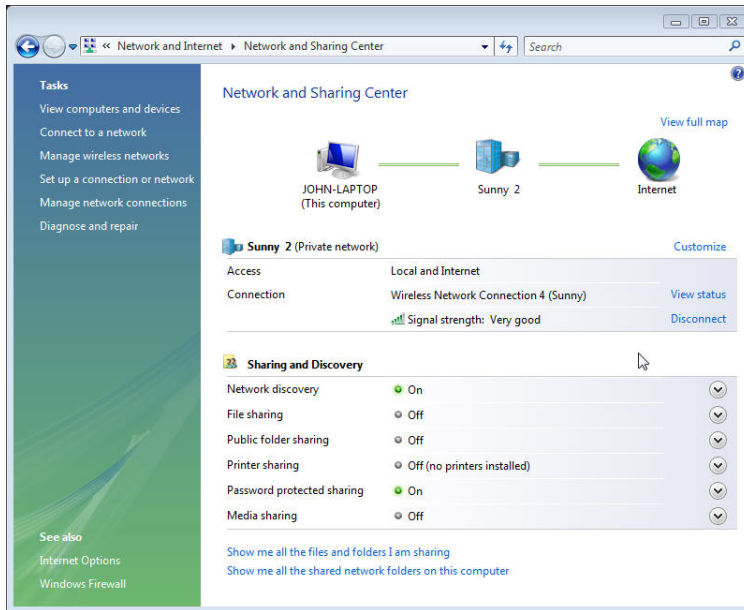 « Network and Internet ▸ Network and Sharing Center
Search
Tasks
View computers and devices
Connect to a network
Manage wireless networks
Set up a connection or network
Manage network connections
Diagnose and repair
See also
Internet Options
Windows Firewall
Network and Sharing Center
View full map
JOHN-LAPTOP
(This computer)
Sunny 2
Internet
Sunny 2 (Private network) Customize
Access Local and Internet
Connection Wireless Network Connection 4 (Sunny) View status
Signal strength: Very good Disconnect
Sharing and Discovery
Network discovery On
File sharing Off
Public folder sharing Off
Printer sharing Off (no printers installed)
Password protected sharing On
Media sharing Off
Show me all the files and folders I am sharing
Show me all the shared network folders on this computer